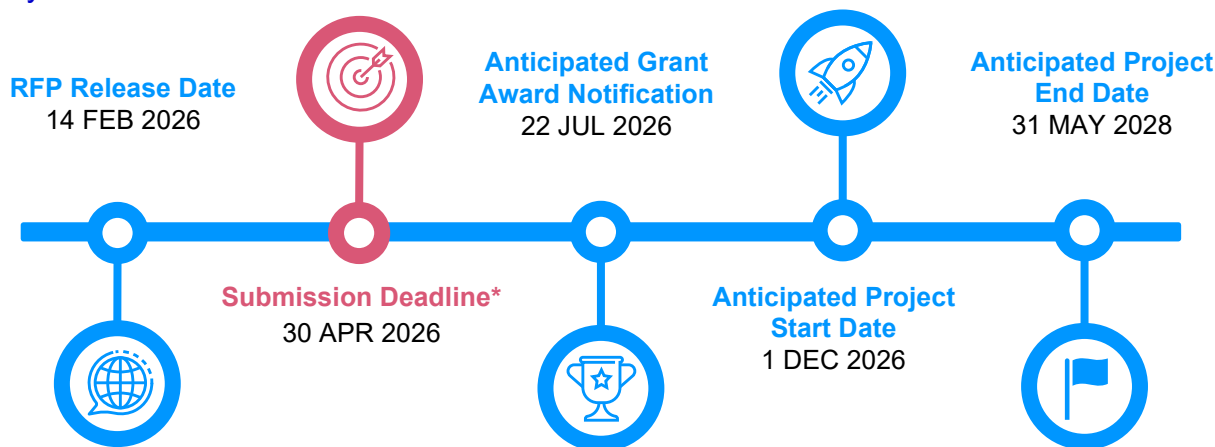 RFP Release Date
14 FEB 2026
Submission Deadline*
30 APR 2026
Anticipated Grant
Award Notification
22 JUL 2026
Anticipated Project
Start Date
1 DEC 2026
Anticipated Project
End Date
31 MAY 2028